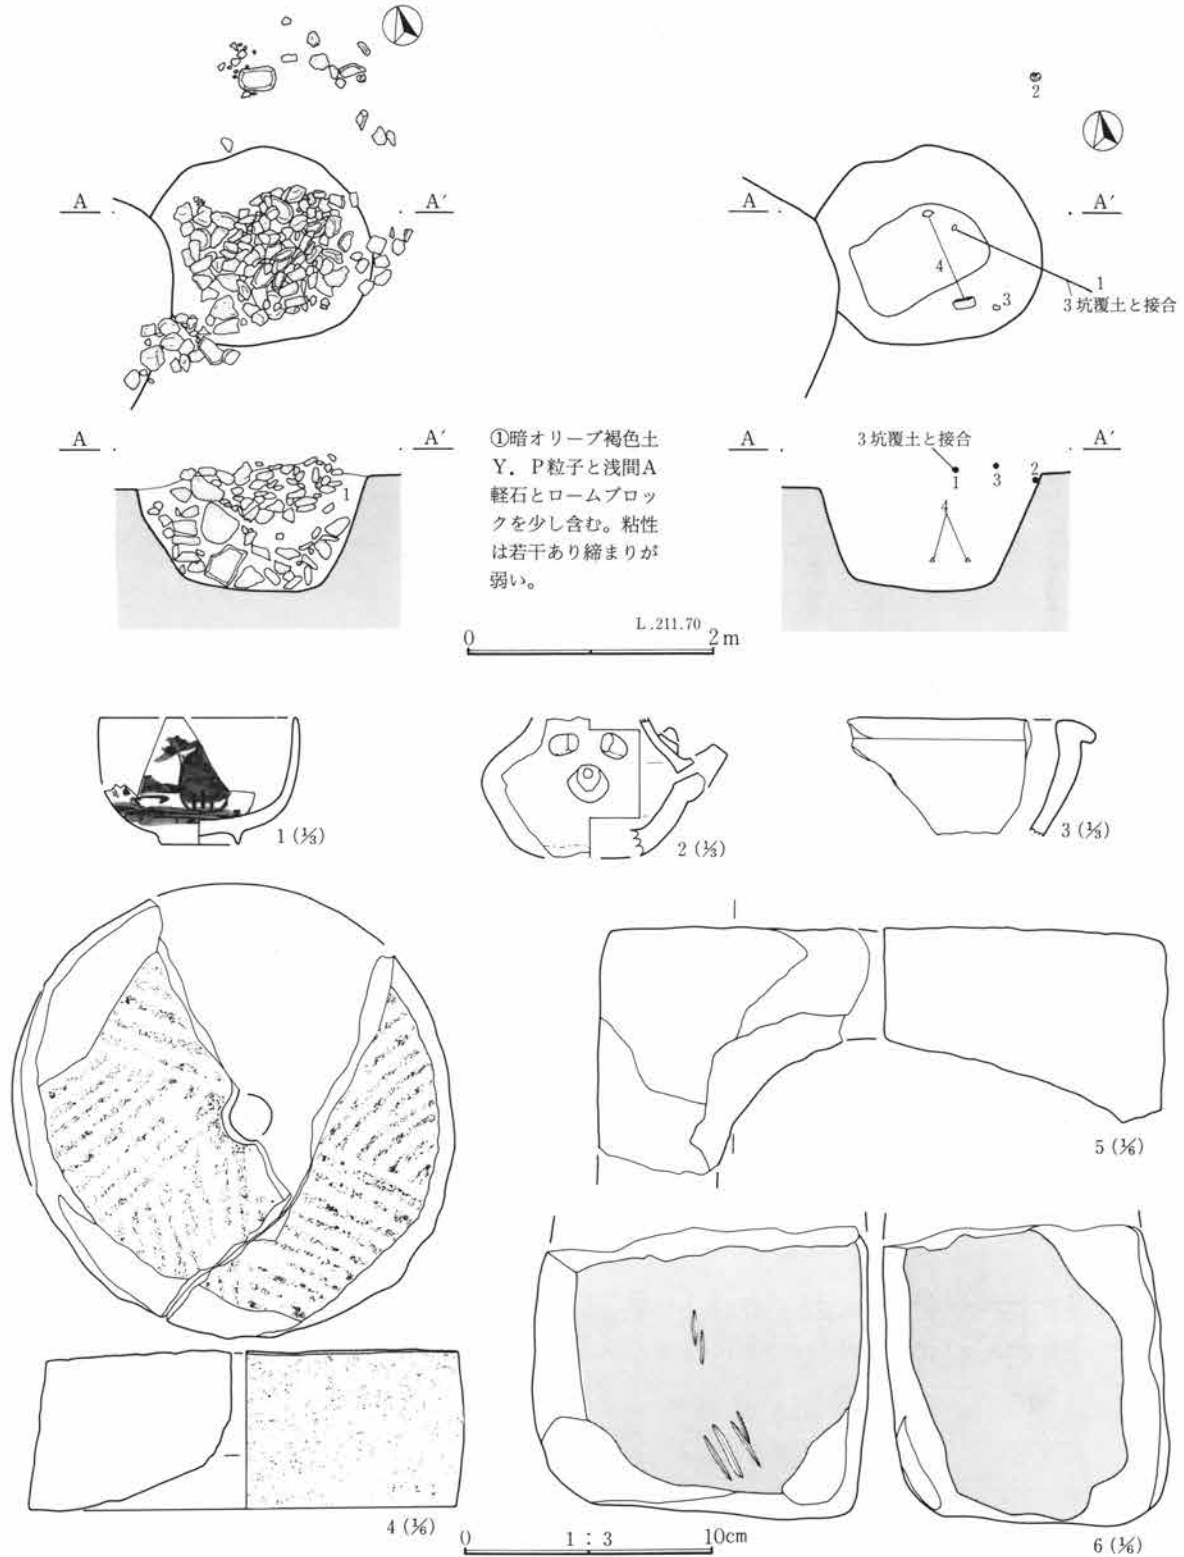 A
A′
A
A′
2
4
3
1
3坑覆土と接合
A
A′
1
①暗オリーブ褐色土
Y．P粒子と浅間A
軽石とロームブロッ
クを少し含む。粘性
は若干あり締まりが
弱い。
A
A′
3坑覆土と接合
1
3
2
4
L.211.70
0
2m
1 (⅓)
2 (⅓)
3 (⅓)
4 (⅙)
5 (⅙)
6 (⅙)
0
1：3
10cm